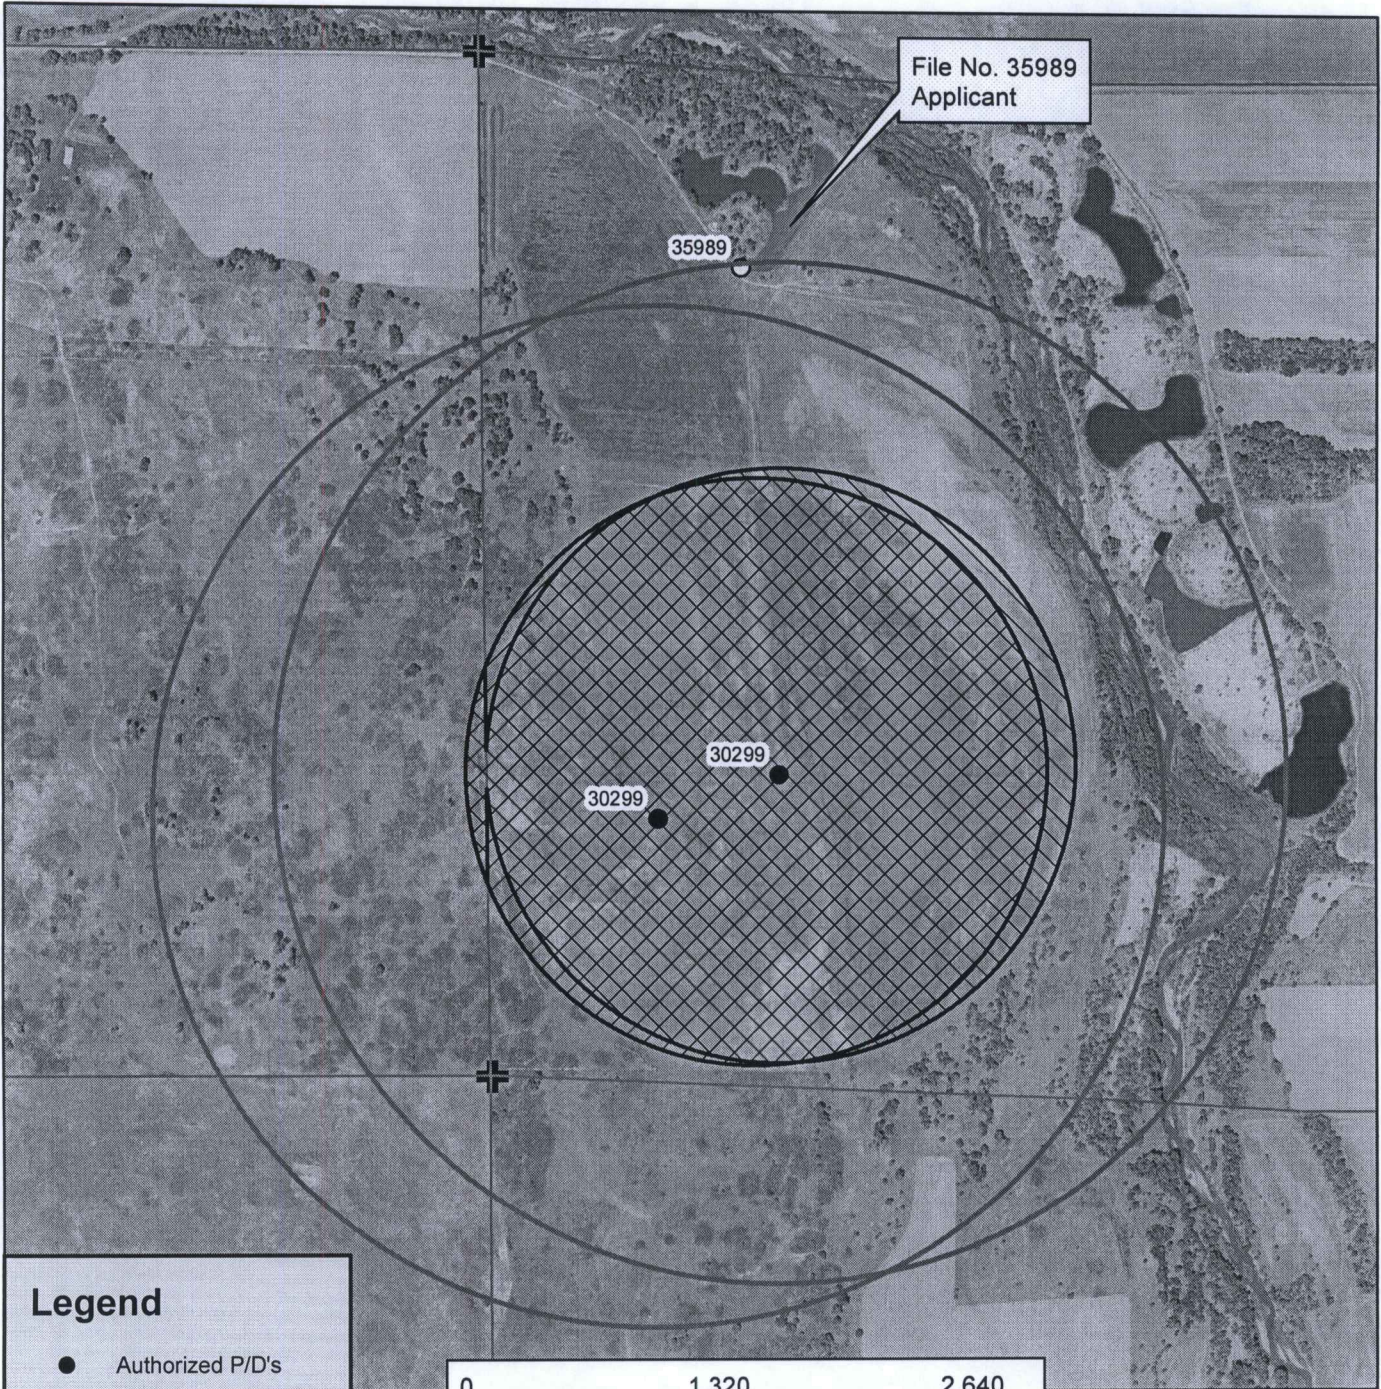 File No. 35989
Applicant
35989
30299
30299
Legend
Authorized P/D's
0 1,320 2,640